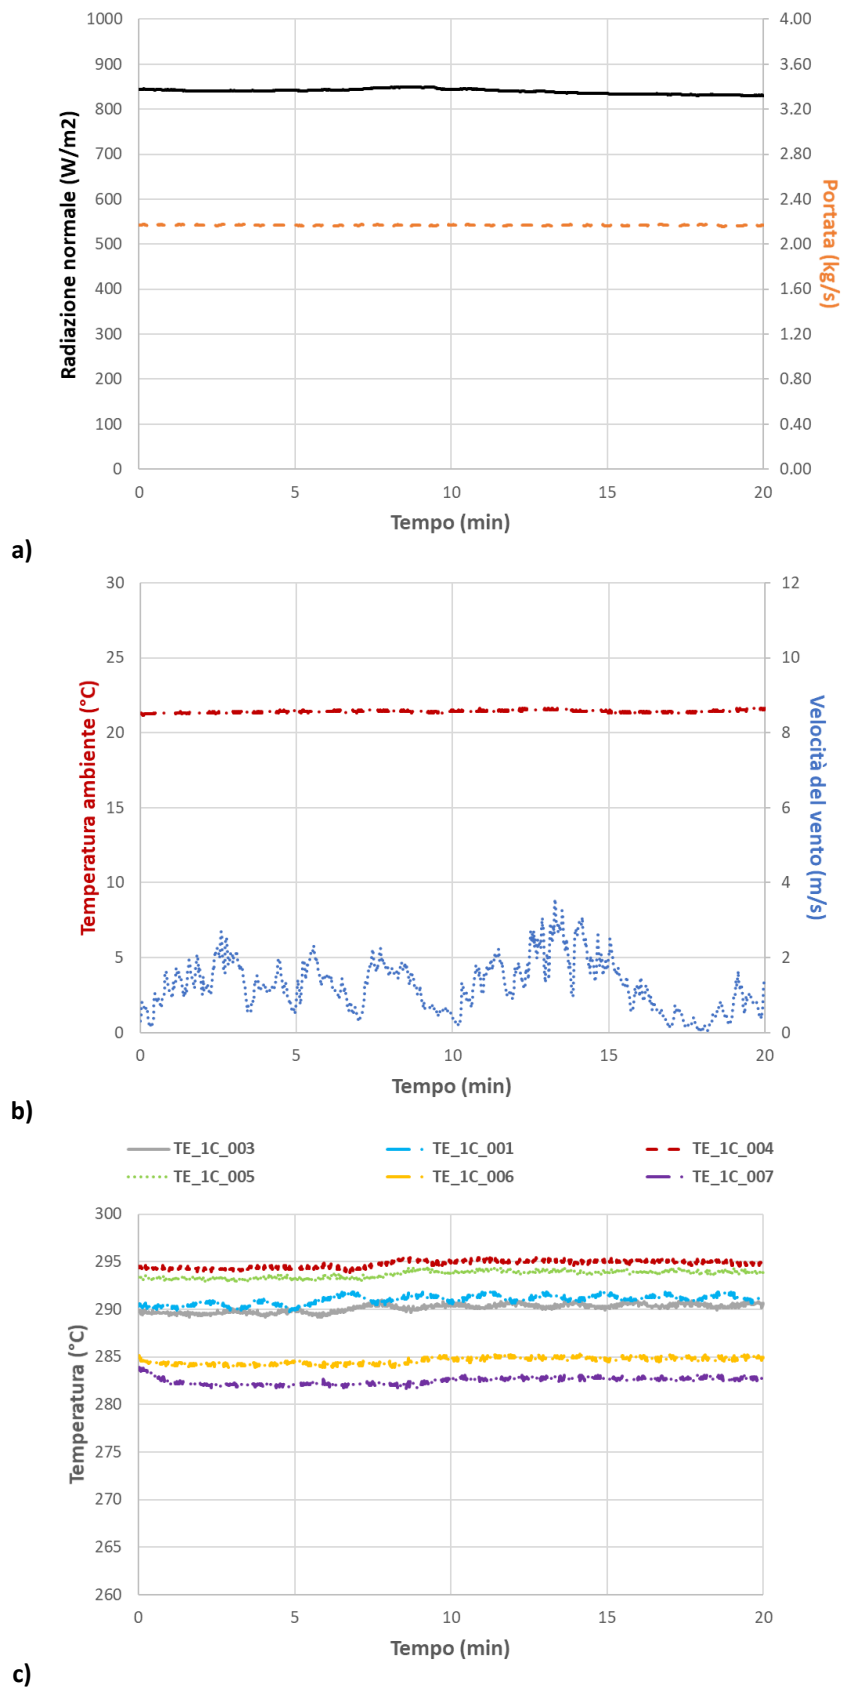 1000
900
800
700
600
500
400
300
200
100
0
Radiazione normale (W/m2)
4.00
3.60
3.20
2.80
2.40
2.00
1.60
1.20
0.80
0.40
0.00
Portata (kg/s)
0 5 10 15 20
Tempo (min)
a)
30
25
20
15
10
5
0
Temperatura ambiente (°C)
12
10
8
6
4
2
0
Velocità del vento (m/s)
0 5 10 15 20
Tempo (min)
b)
TE_1C_003 TE_1C_001 TE_1C_004
TE_1C_005 TE_1C_006 TE_1C_007
300
295
290
285
280
275
270
265
260
Temperatura (°C)
0 5 10 15 20
Tempo (min)
c)